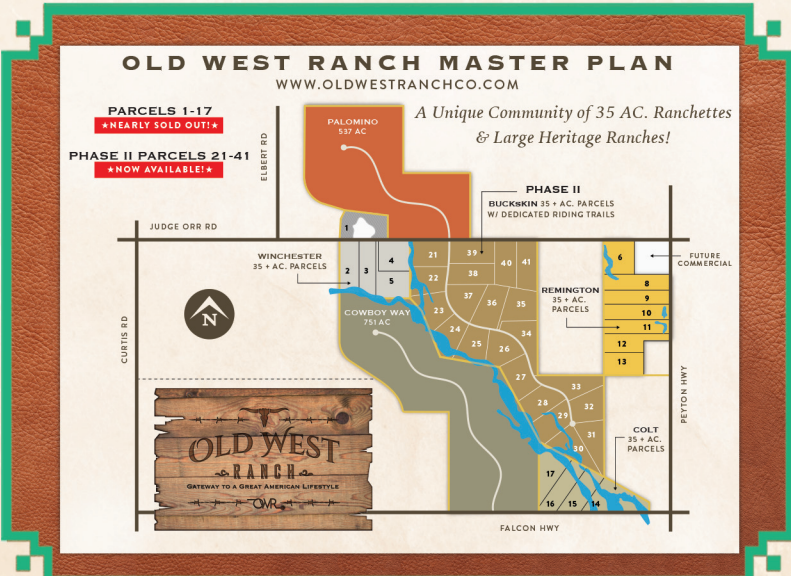 OLD WEST RANCH MASTER PLAN
WWW.OLDWESTRANCHCO.COM
PARCELS 1-17
★NEARLY SOLD OUT!★
PHASE II PARCELS 21-41
★NOW AVAILABLE!★
A Unique Community of 35 AC. Ranchettes
& Large Heritage Ranches!
PALOMINO
537 AC
ELBERT RD
PHASE II
BUCKSKIN 35 + AC. PARCELS
W/ DEDICATED RIDING TRAILS
JUDGE ORR RD
1
WINCHESTER
35 + AC. PARCELS
2
3
4
5
21
22
23
24
25
26
27
28
29
30
31
32
33
34
35
36
37
38
39
40
41
6
FUTURE
COMMERCIAL
REMINGTON
35 + AC.
PARCELS
8
9
10
11
12
13
N
COWBOY WAY
751 AC
CURTIS RD
PEYTON HWY
COLT
35 + AC.
PARCELS
17
16
15
14
OLD WEST
RANCH
GATEWAY TO A GREAT AMERICAN LIFESTYLE
OWR
FALCON HWY